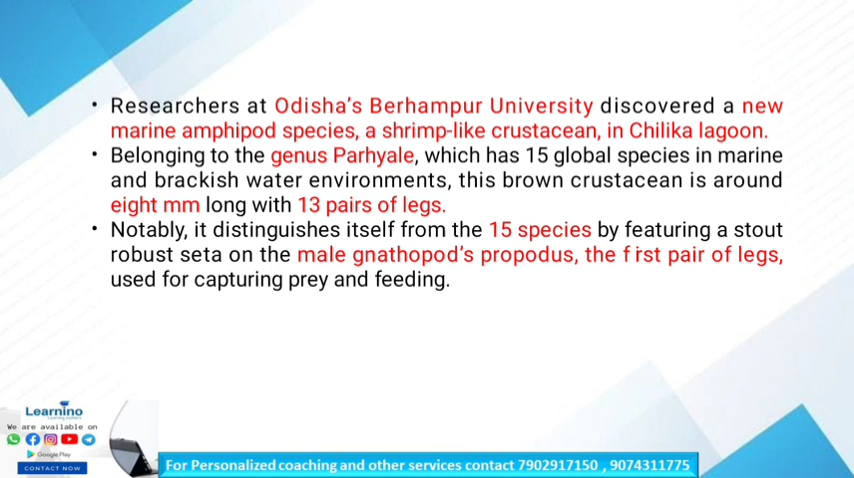 • Researchers at Odisha's Berhampur University discovered a new
marine amphipod species, a shrimp-like crustacean, in Chilika lagoon.
• Belonging to the genus Parhyale, which has 15 global species in marine
and brackish water environments, this brown crustacean is around
eight mm long with 13 pairs of legs.
• Notably, it distinguishes itself from the 15 species by featuring a stout
robust seta on the male gnathopod's propodus, the first pair of legs,
used for capturing prey and feeding.
Learnino
We are available on
Google Play
CONTACT NOW
For Personalized coaching and other services contact 7902917150 , 9074311775